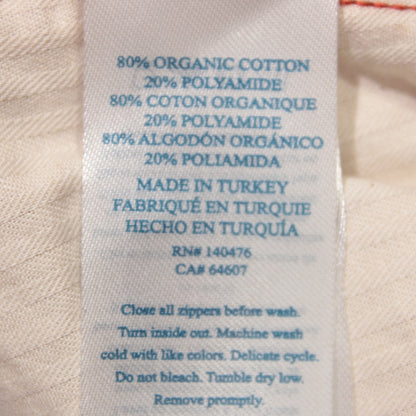 80% ORGANIC COTTON
20% POLYAMIDE
80% COTON ORGANIQUE
20% POLYAMIDE
80% ALGODÓN ORGÁNICO
20% POLIAMIDA
MADE IN TURKEY
FABRIQUÉ EN TURQUIE
HECHO EN TURQUÍA
RN# 140476
CA# 64607
Close all zippers before wash.
Turn inside out. Machine wash
cold with like colors. Delicate cycle.
Do not bleach. Tumble dry low.
Remove promptly.